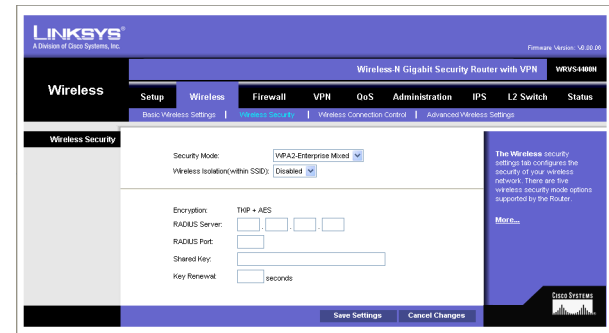 LINKSYS®
A Division of Cisco Systems, Inc.
Firmware Version: V0.00.06
Wireless-N Gigabit Security Router with VPN WRVS4400N
Wireless
Setup Wireless Firewall VPN QoS Administration IPS L2 Switch Status
Basic Wireless Settings | Wireless Security | Wireless Connection Control | Advanced Wireless Settings
Wireless Security
Security Mode: WPA2-Enterprise Mixed
Wireless Isolation(within SSID): Disabled
Encryption: TKIP + AES
RADIUS Server: . . .
RADIUS Port:
Shared Key:
Key Renewal: seconds
The Wireless security
settings tab configures the
security of your wireless
network. There are five
wireless security mode options
supported by the Router.
More...
Save Settings Cancel Changes
CISCO SYSTEMS